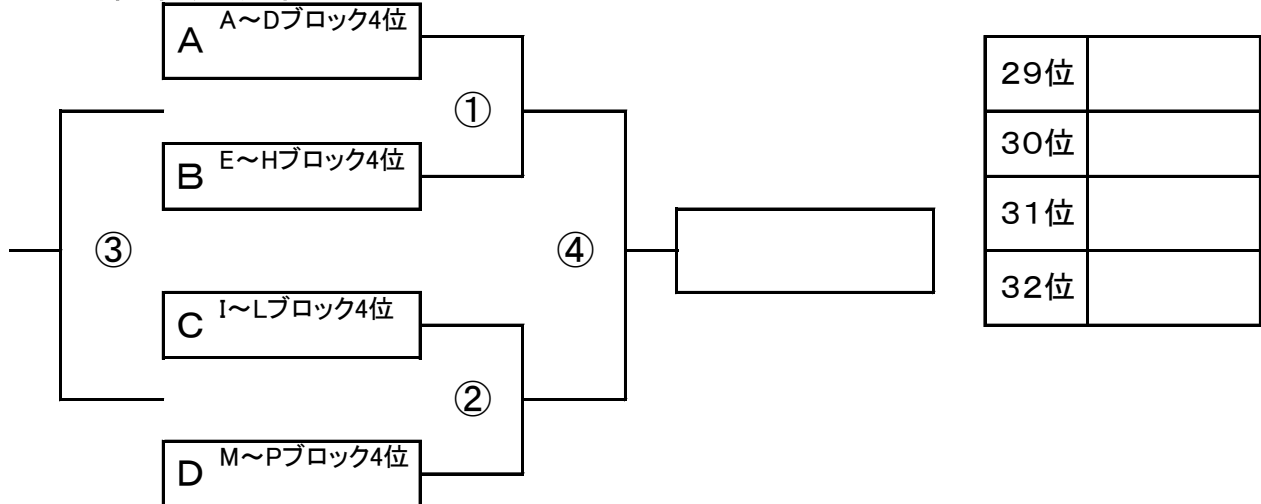 A A～Dブロック4位
①
B E～Hブロック4位
③
④
C I～Lブロック4位
②
D M～Pブロック4位
29位
30位
31位
32位